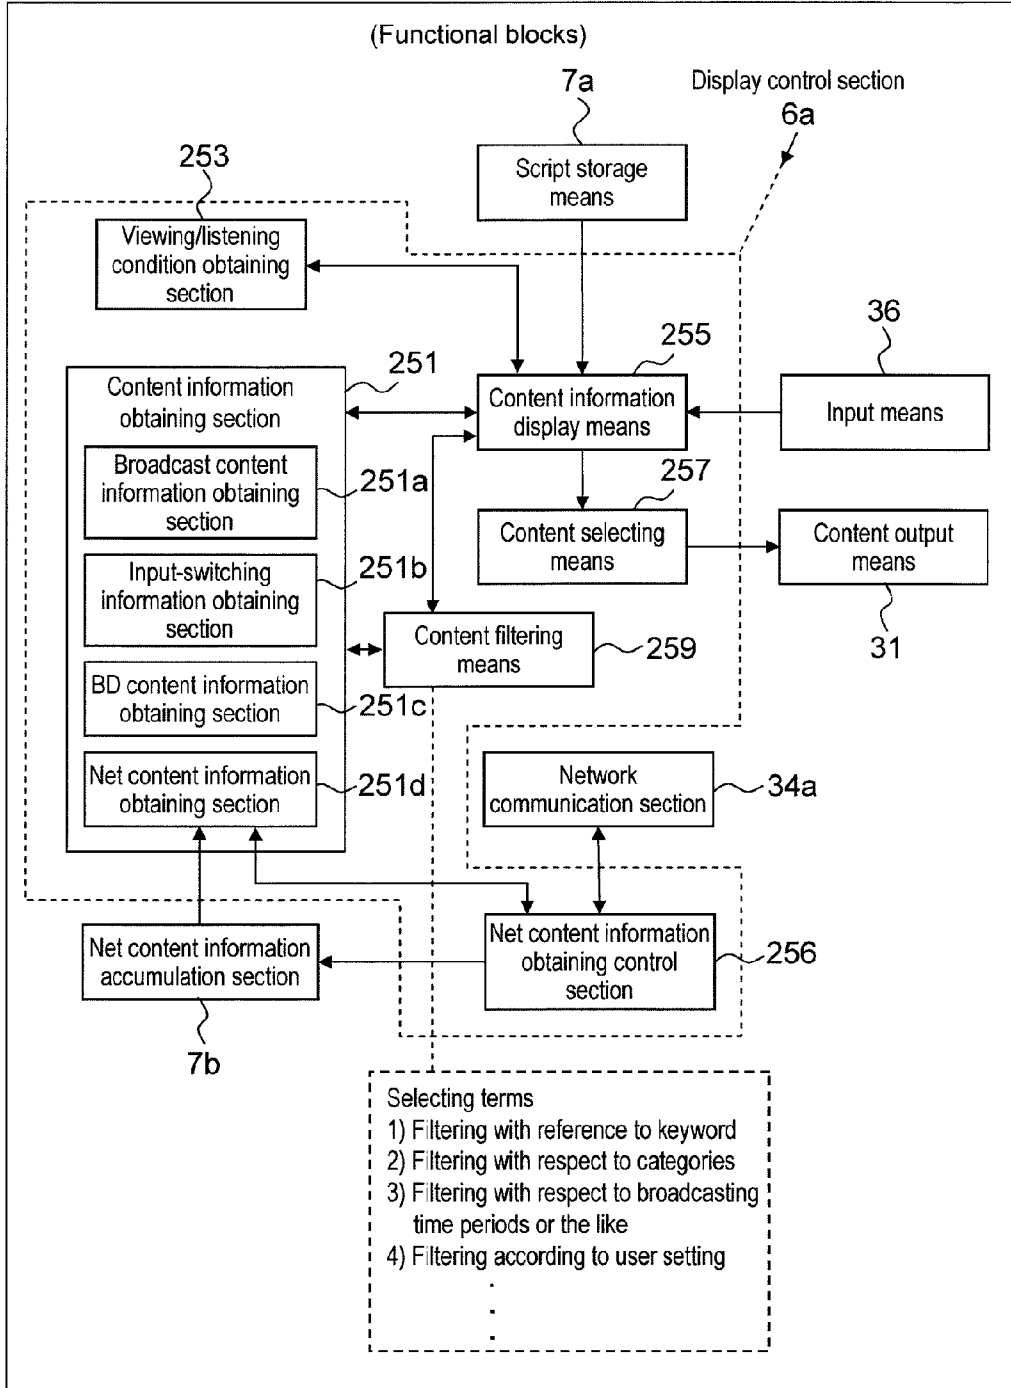 (Functional blocks)
7a
Display control section
6a
Script storage
means
253
Viewing/listening
condition obtaining
section
251
Content information
obtaining section
255
Content information
display means
36
Input means
Broadcast content
information obtaining
section
251a
257
Content selecting
means
Content output
means
31
Input-switching
information obtaining
section
251b
Content filtering
means
259
BD content information
obtaining section
251c
Net content information
obtaining section
251d
Network
communication section
34a
Net content information
accumulation section
7b
Net content information
obtaining control
section
256
Selecting terms
1) Filtering with reference to keyword
2) Filtering with respect to categories
3) Filtering with respect to broadcasting
time periods or the like
4) Filtering according to user setting
.
.
.